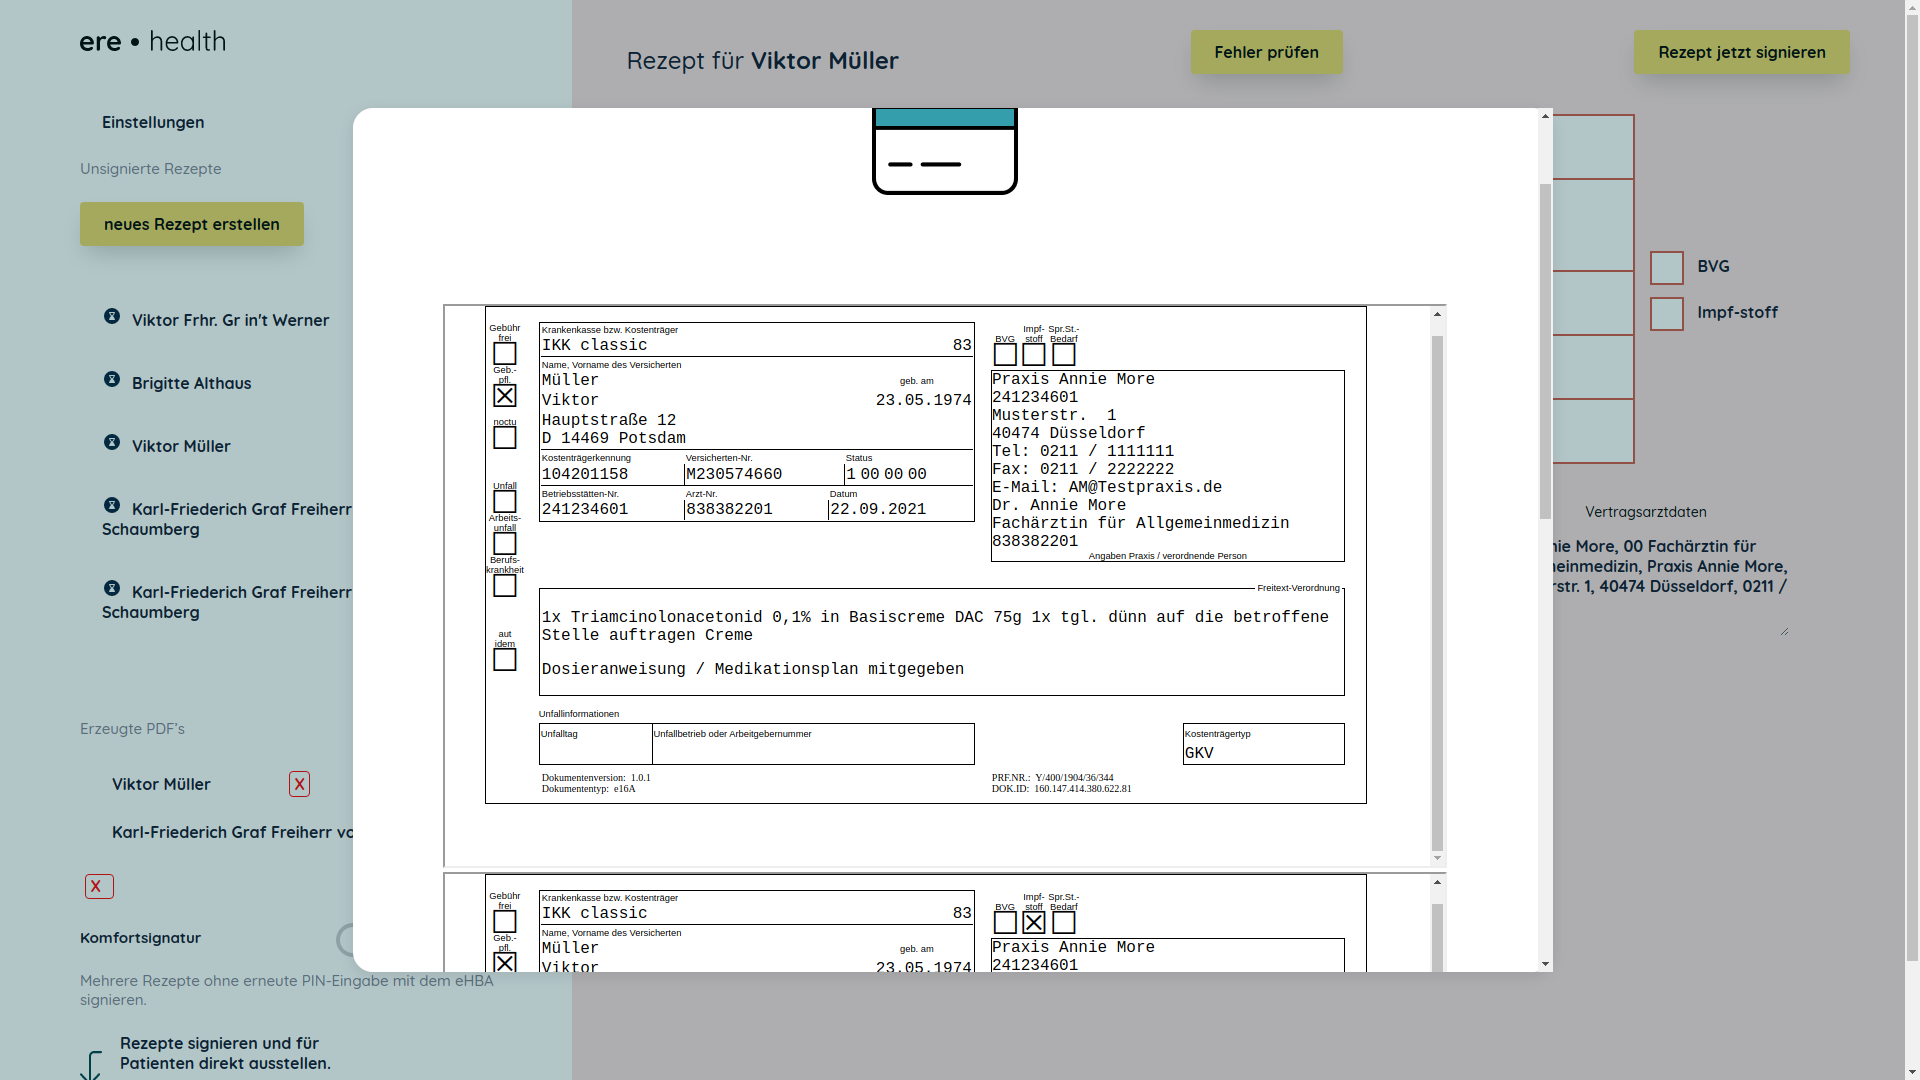 ere • health
Einstellungen
Unsignierte Rezepte
neues Rezept erstellen
Viktor Frhr. Gr in't Werner
Brigitte Althaus
Viktor Müller
Karl-Friederich Graf Freiherr
Schaumberg
Karl-Friederich Graf Freiherr
Schaumberg
Erzeugte PDF's
Viktor Müller
X
Karl-Friederich Graf Freiherr vo
X
Komfortsignatur
Mehrere Rezepte ohne erneute PIN-Eingabe mit dem eHBA
signieren.
Rezepte signieren und für
Patienten direkt ausstellen.
Rezept für Viktor Müller
Fehler prüfen
Rezept jetzt signieren
BVG
Impf-stoff
Vertragsarztdaten
nie More, 00 Fachärztin für
einmedizin, Praxis Annie More,
rstr. 1, 40474 Düsseldorf, 0211 /
Gebühr
frei
Geb.-
pfl.
noctu
Unfall
Arbeits-
unfall
Berufs-
krankheit
aut
idem
Krankenkasse bzw. Kostenträger
IKK classic 83
Name, Vorname des Versicherten
Müller geb. am
Viktor 23.05.1974
Hauptstraße 12
D 14469 Potsdam
Kostenträgerkennung Versicherten-Nr. Status
104201158 M230574660 1 00 00 00
Betriebsstätten-Nr. Arzt-Nr. Datum
241234601 838382201 22.09.2021
BVG Impf-stoff Spr.St.-Bedarf
Praxis Annie More
241234601
Musterstr. 1
40474 Düsseldorf
Tel: 0211 / 1111111
Fax: 0211 / 2222222
E-Mail: AM@Testpraxis.de
Dr. Annie More
Fachärztin für Allgemeinmedizin
838382201
Angaben Praxis / verordnende Person
Freitext-Verordnung
1x Triamcinolonacetonid 0,1% in Basiscreme DAC 75g 1x tgl. dünn auf die betroffene
Stelle auftragen Creme
Dosieranweisung / Medikationsplan mitgegeben
Unfallinformationen
Unfalltag Unfallbetrieb oder Arbeitgebernummer
Kostenträgertyp
GKV
Dokumentenversion: 1.0.1
Dokumententyp: e16A
PRF.NR.: Y/400/1904/36/344
DOK.ID: 160.147.414.380.622.81
Gebühr
frei
Geb.-
pfl.
Krankenkasse bzw. Kostenträger
IKK classic 83
Name, Vorname des Versicherten
Müller geb. am
Viktor 23.05.1974
BVG Impf-stoff Spr.St.-Bedarf
Praxis Annie More
241234601